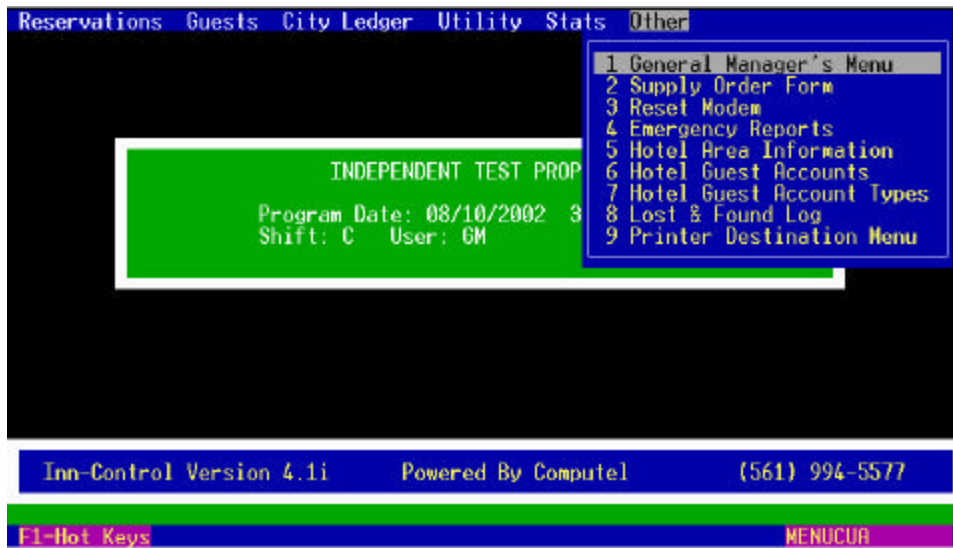 Reservations Guests City Ledger Utility Stats Other
1 General Manager's Menu
2 Supply Order Form
3 Reset Modem
4 Emergency Reports
5 Hotel Area Information
6 Hotel Guest Accounts
7 Hotel Guest Account Types
8 Lost & Found Log
9 Printer Destination Menu
INDEPENDENT TEST PROP
Program Date: 08/10/2002 3
Shift: C User: GM
Inn-Control Version 4.1i Powered By Computel (561) 994-5577
F1-Hot Keys MENUCUA